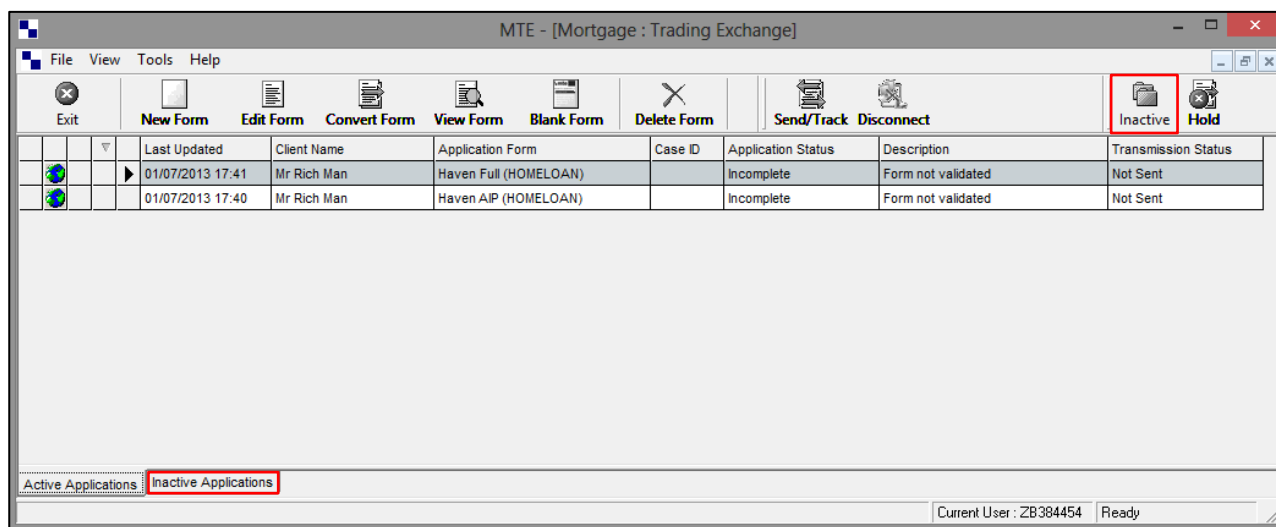 MTE - [Mortgage : Trading Exchange]
File View Tools Help
Exit New Form Edit Form Convert Form View Form Blank Form Delete Form Send/Track Disconnect Inactive Hold
Last Updated Client Name Application Form Case ID Application Status Description Transmission Status
01/07/2013 17:41 Mr Rich Man Haven Full (HOMELOAN) Incomplete Form not validated Not Sent
01/07/2013 17:40 Mr Rich Man Haven AIP (HOMELOAN) Incomplete Form not validated Not Sent
Active Applications Inactive Applications
Current User : ZB384454 Ready